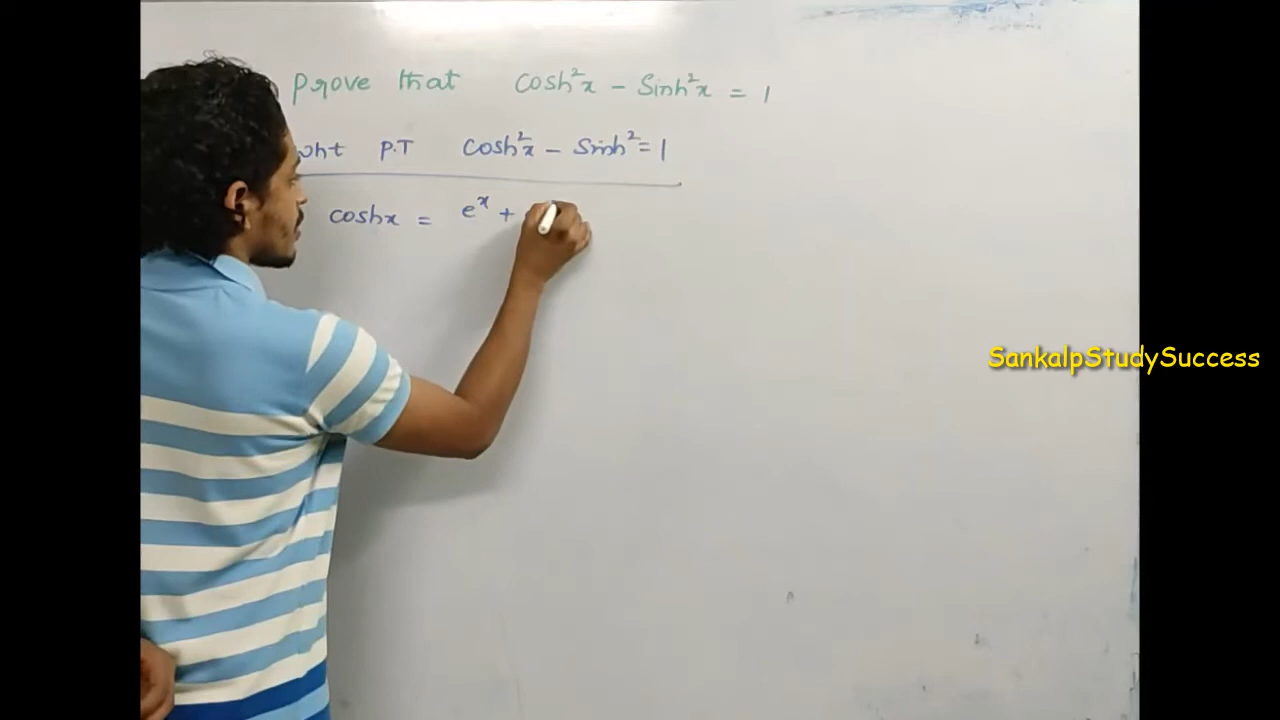 Prove that cosh²x - Sinh²x = 1
P.T cosh²x - sinh² = 1
coshx = eˣ +
SankalpStudySuccess